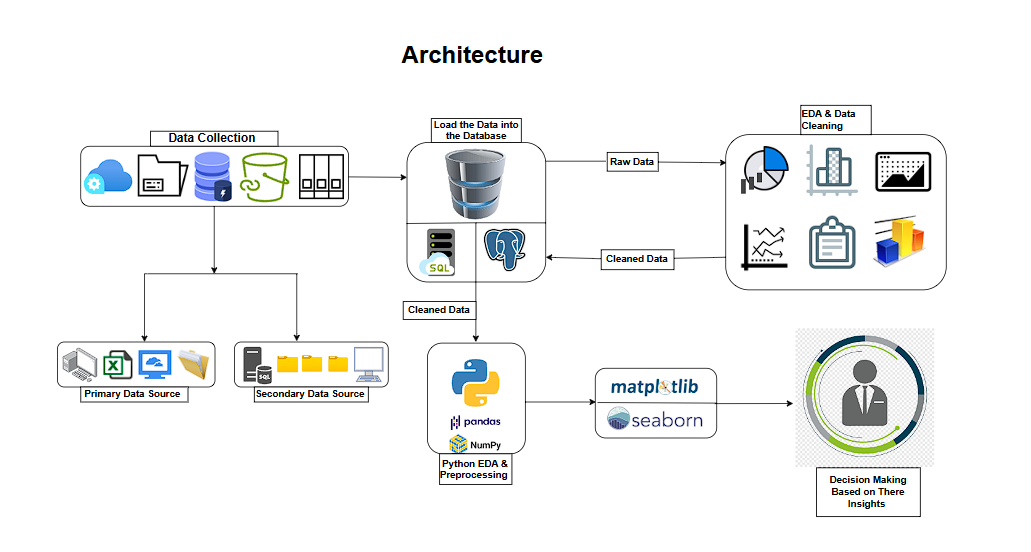 Architecture
Data Collection
Load the Data into
the Database
EDA & Data
Cleaning
Raw Data
SQL
Cleaned Data
Cleaned Data
SQL
Primary Data Source
Secondary Data Source
pandas
NumPy
Python EDA &
Preprocessing
matplotlib
seaborn
Decision Making
Based on There
Insights